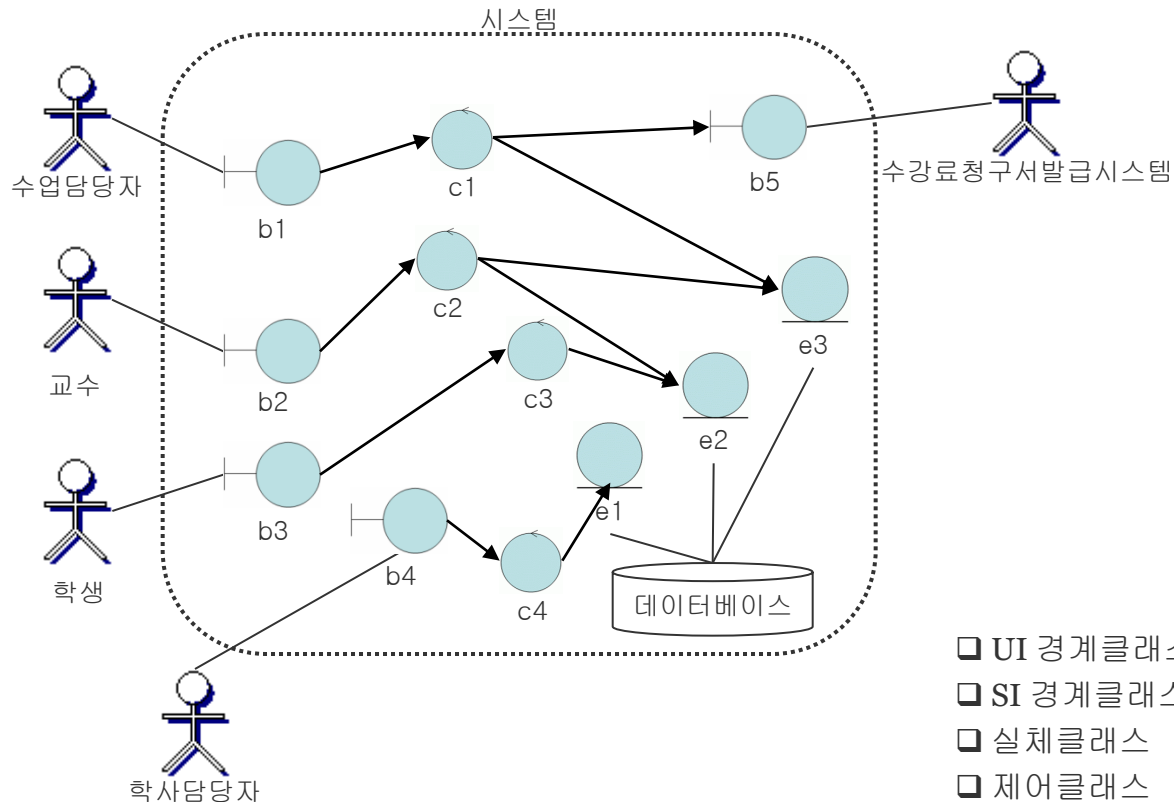 시스템
수업담당자
b1
c1
b5
수강료청구서발급시스템
교수
b2
c2
e3
c3
e2
학생
b3
e1
b4
c4
데이터베이스
학사담당자
❑ UI 경계클래스
❑ SI 경계클래스
❑ 실체클래스
❑ 제어클래스